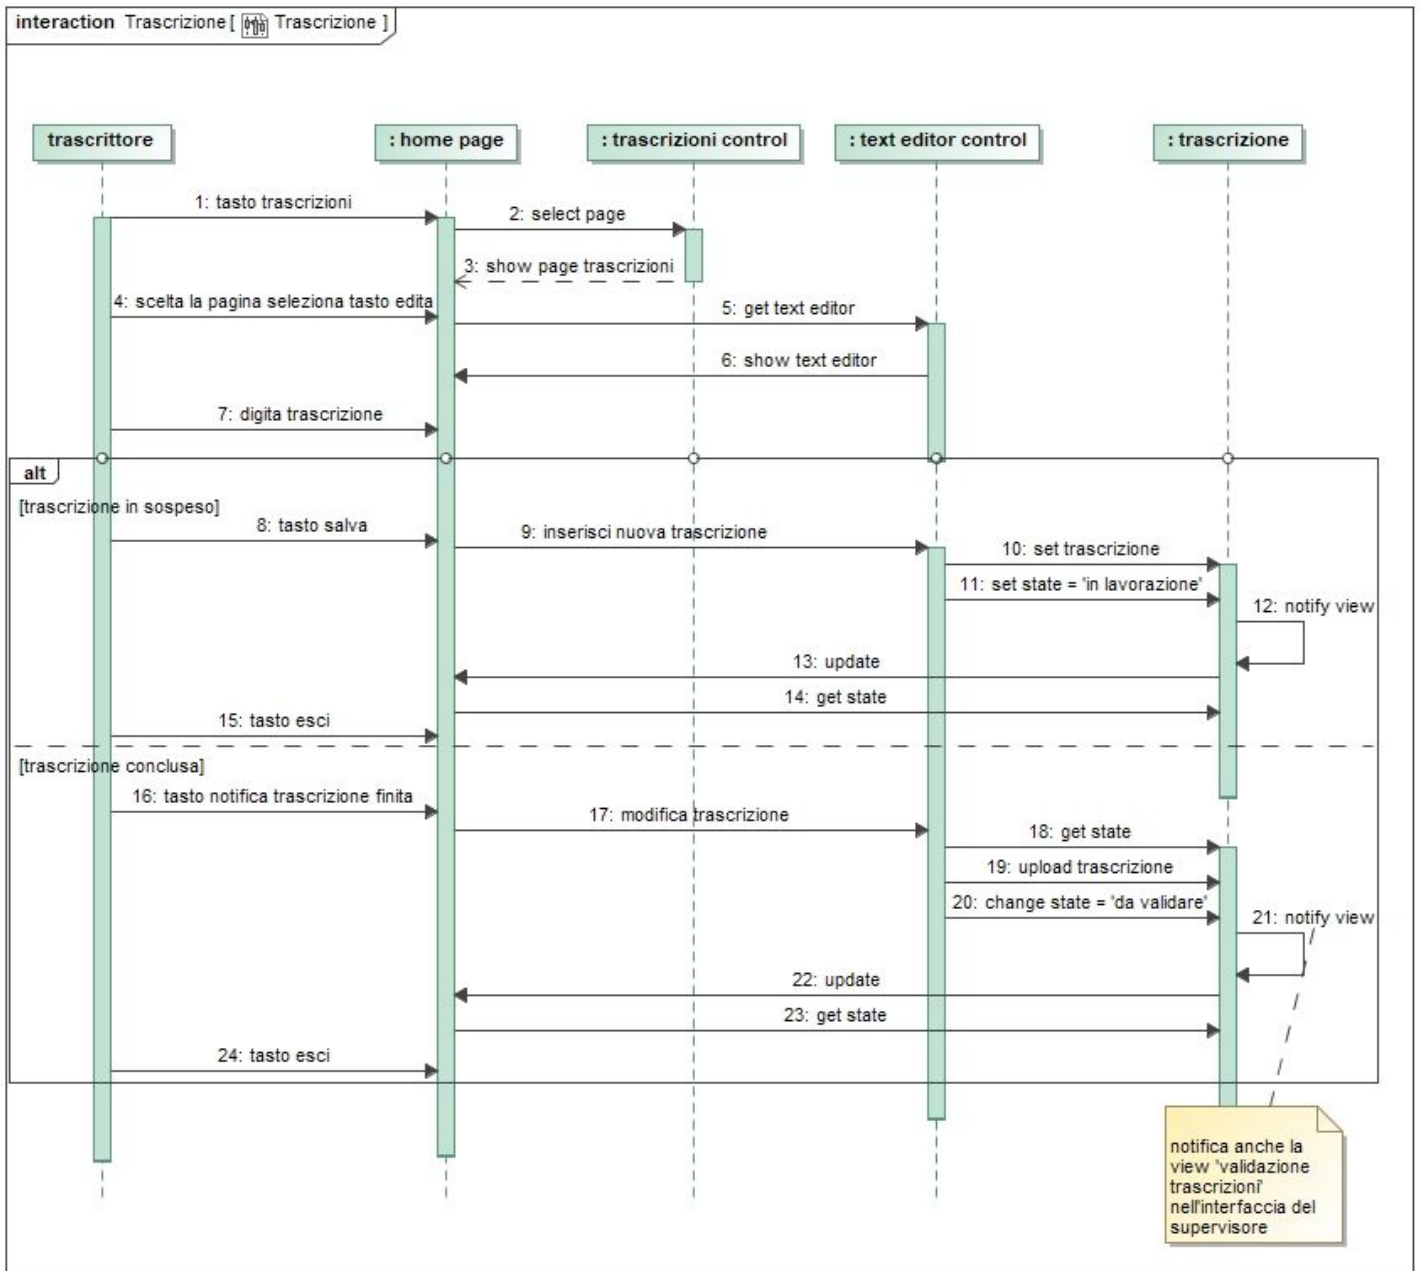 interaction Trascrizione [ Trascrizione ]
trascrittore
: home page
: trascrizioni control
: text editor control
: trascrizione
1: tasto trascrizioni
2: select page
3: show page trascrizioni
4: scelta la pagina seleziona tasto edita
5: get text editor
6: show text editor
7: digita trascrizione
alt
[trascrizione in sospeso]
8: tasto salva
9: inserisci nuova trascrizione
10: set trascrizione
11: set state = 'in lavorazione'
12: notify view
13: update
14: get state
15: tasto esci
[trascrizione conclusa]
16: tasto notifica trascrizione finita
17: modifica trascrizione
18: get state
19: upload trascrizione
20: change state = 'da validare'
21: notify view
22: update
23: get state
24: tasto esci
notifica anche la
view 'validazione
trascrizioni'
nell'interfaccia del
supervisore